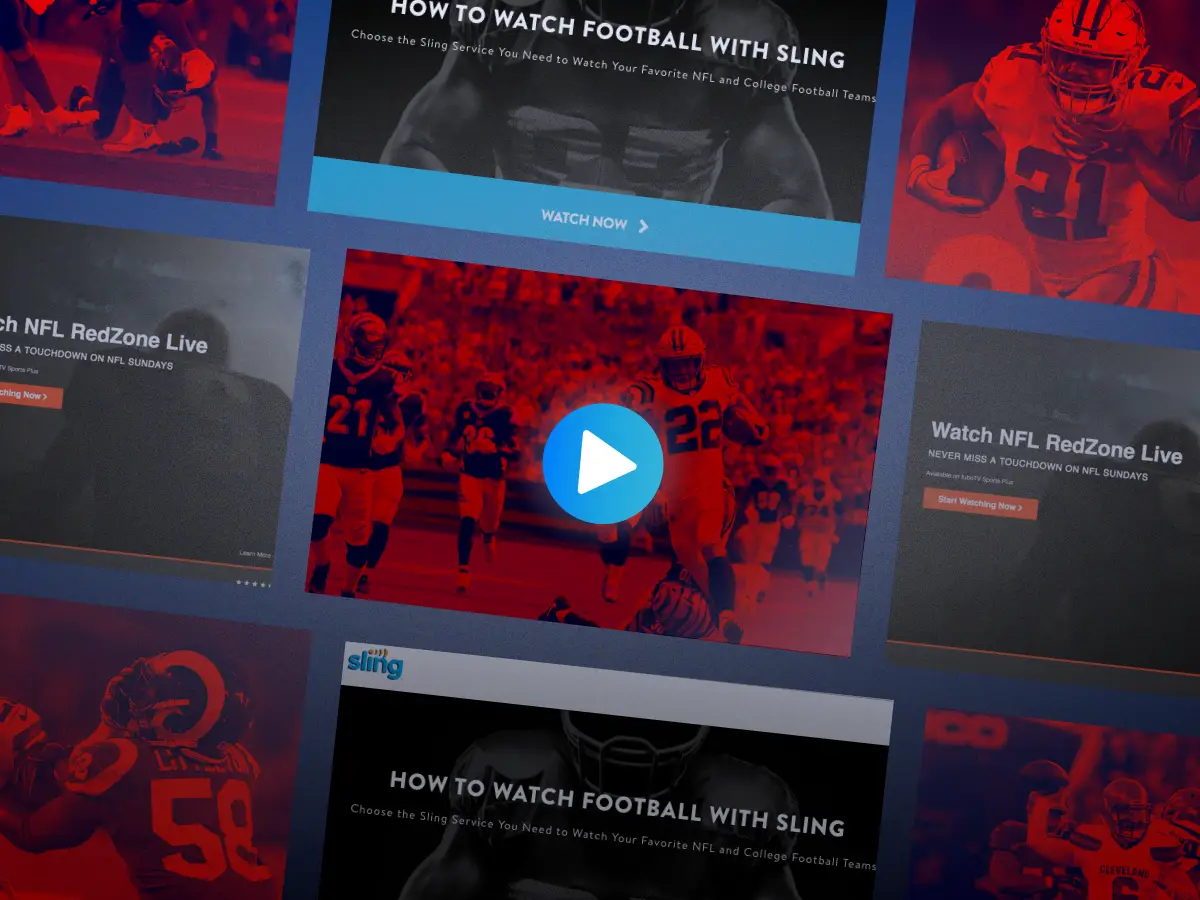 HOW TO WATCH FOOTBALL WITH SLING
Choose the Sling Service You Need to Watch Your Favorite NFL and College Football Teams
WATCH NOW
21
ch NFL RedZone Live
SS A TOUCHDOWN ON NFL SUNDAYS
TV Sports Plus
ching Now
Learn More
21
26
22
Watch NFL RedZone Live
NEVER MISS A TOUCHDOWN ON NFL SUNDAYS
Available on fuboTV Sports Plus
Start Watching Now
58
sling
HOW TO WATCH FOOTBALL WITH SLING
Choose the Sling Service You Need to Watch Your Favorite NFL and College Football Teams
CLEVELAND